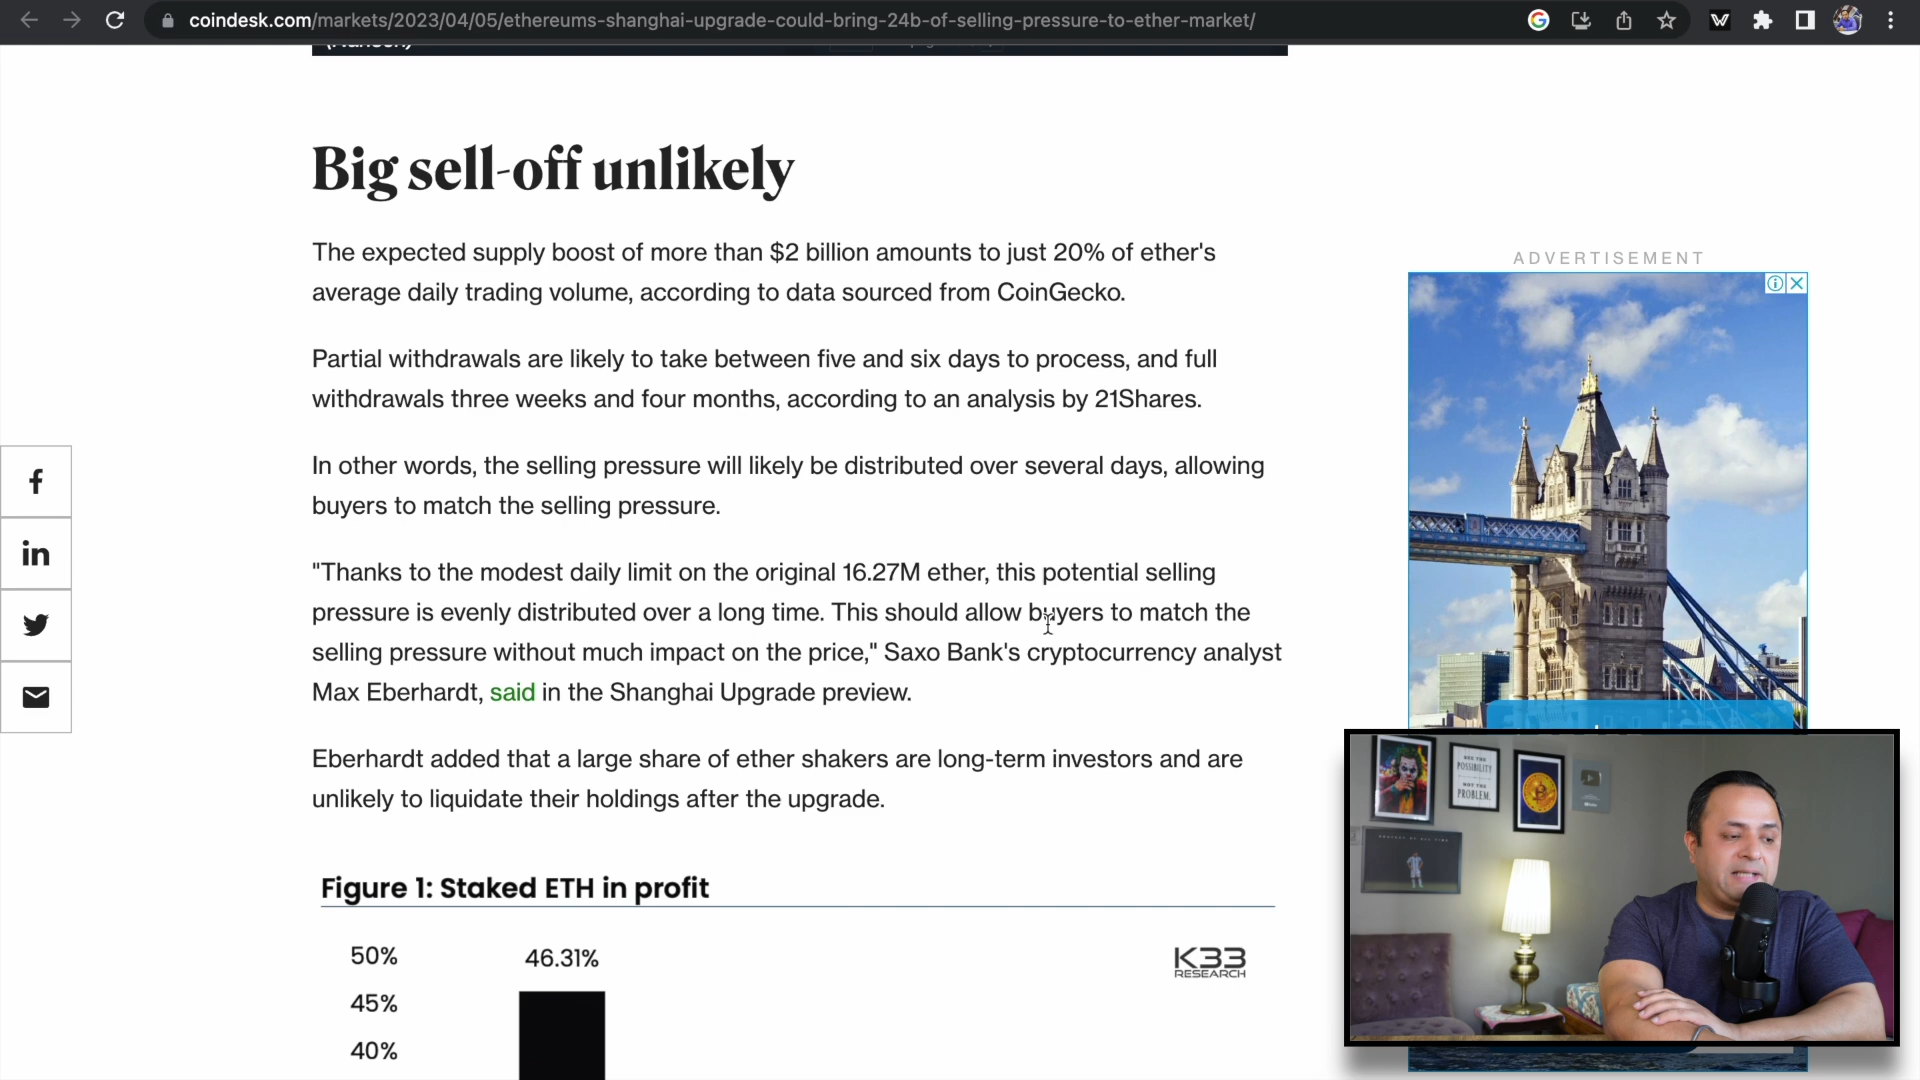 coindesk.com/markets/2023/04/05/ethereums-shanghai-upgrade-could-bring-24b-of-selling-pressure-to-ether-market/
Big sell-off unlikely
The expected supply boost of more than $2 billion amounts to just 20% of ether's
average daily trading volume, according to data sourced from CoinGecko.
Partial withdrawals are likely to take between five and six days to process, and full
withdrawals three weeks and four months, according to an analysis by 21Shares.
In other words, the selling pressure will likely be distributed over several days, allowing
buyers to match the selling pressure.
"Thanks to the modest daily limit on the original 16.27M ether, this potential selling
pressure is evenly distributed over a long time. This should allow buyers to match the
selling pressure without much impact on the price," Saxo Bank's cryptocurrency analyst
Max Eberhardt, said in the Shanghai Upgrade preview.
Eberhardt added that a large share of ether shakers are long-term investors and are
unlikely to liquidate their holdings after the upgrade.
Figure 1: Staked ETH in profit
50%
46.31%
K33
RESEARCH
45%
40%
ADVERTISEMENT
SEE THE
POSSIBILITY
NOT THE
PROBLEM.